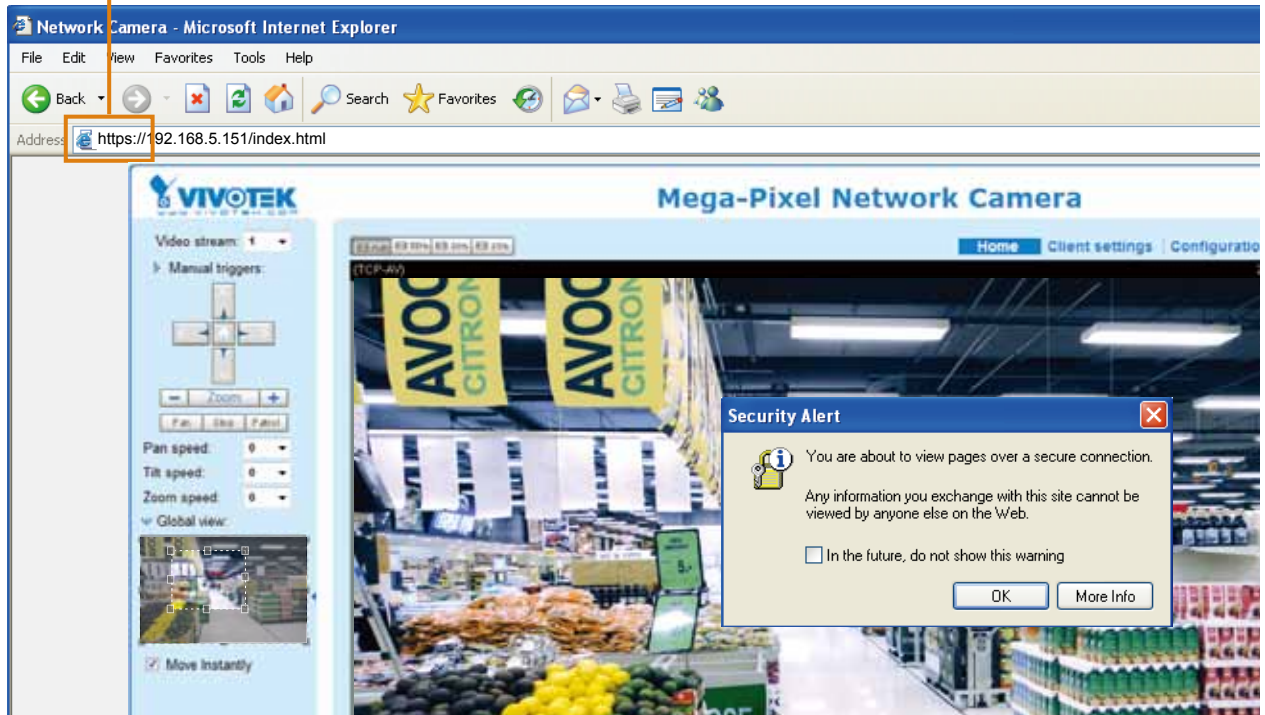 Network Camera - Microsoft Internet Explorer
File Edit View Favorites Tools Help
Back Search Favorites
Address https://192.168.5.151/index.html
VIVOTEK
www.vivotek.com
Mega-Pixel Network Camera
Video stream: 1
Home Client settings Configuratio
Manual triggers:
(TCP-AV)
AVOC
CITRON
AVOC
CITRON
Zoom
Pan Stop Patrol
Pan speed: 0
Tilt speed: 0
Zoom speed: 0
Global view:
Move Instantly
Security Alert
You are about to view pages over a secure connection.
Any information you exchange with this site cannot be
viewed by anyone else on the Web.
In the future, do not show this warning
OK More Info